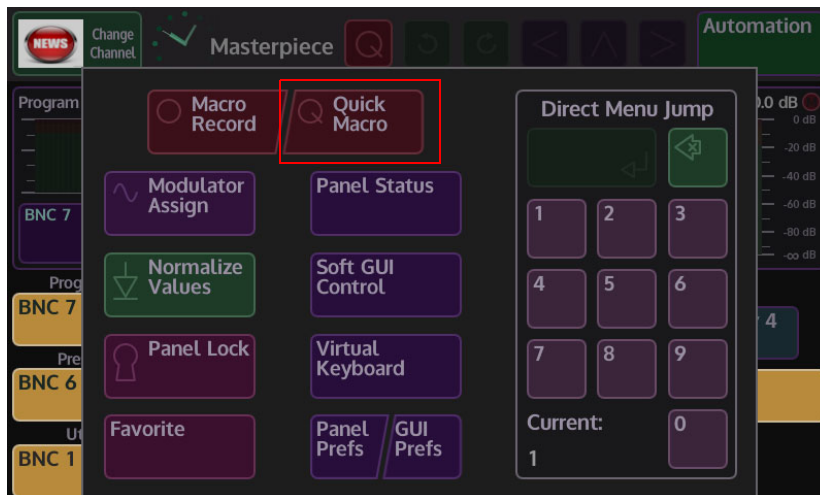 NEWS
Change
Channel
Masterpiece
Automation
Program
Macro
Record
Quick
Macro
Direct Menu Jump
.0 dB
0 dB
-20 dB
-40 dB
-60 dB
-80 dB
-∞ dB
Modulator
Assign
Panel Status
1
2
3
BNC 7
Normalize
Values
Soft GUI
Control
4
5
6
Prog
BNC 7
4
Panel Lock
Virtual
Keyboard
7
8
9
Pre
BNC 6
Favorite
Panel
Prefs
GUI
Prefs
Current:
1
0
Ut
BNC 1